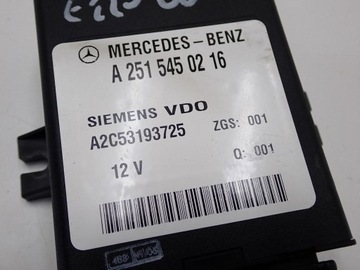 MERCEDES-BENZ
A 251 545 02 16
SIEMENS VDO
A2C53193725 ZGS: 001
12 V Q: 001